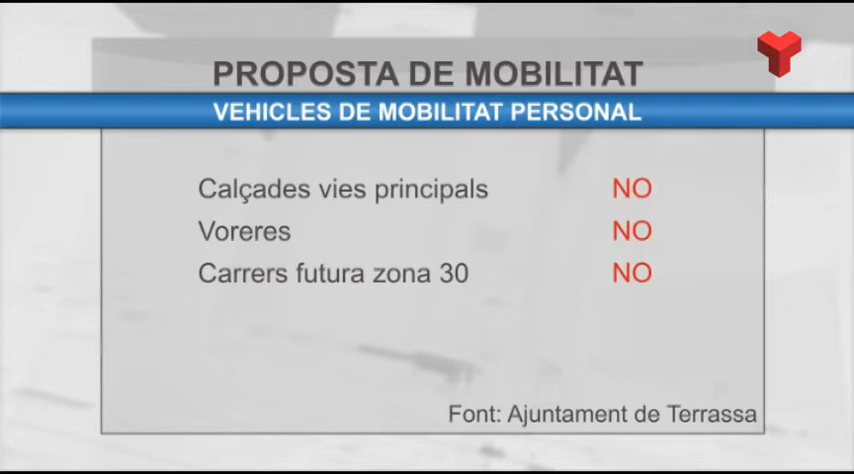 PROPOSTA DE MOBILITAT
VEHICLES DE MOBILITAT PERSONAL
Calçades vies principals NO
Voreres NO
Carrers futura zona 30 NO
Font: Ajuntament de Terrassa